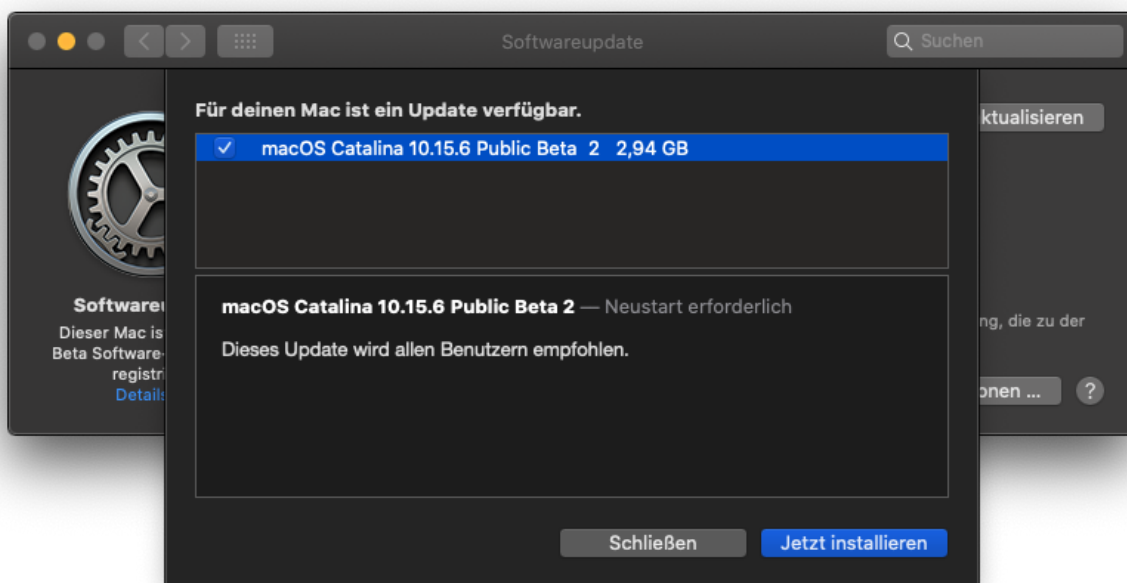 Softwareupdate
Suchen
Für deinen Mac ist ein Update verfügbar.
ktualisieren
macOS Catalina 10.15.6 Public Beta 2 2,94 GB
macOS Catalina 10.15.6 Public Beta 2 — Neustart erforderlich
Dieses Update wird allen Benutzern empfohlen.
Software
Dieser Mac is
Beta Software-
registri
Details
ng, die zu der
onen ...
?
Schließen
Jetzt installieren